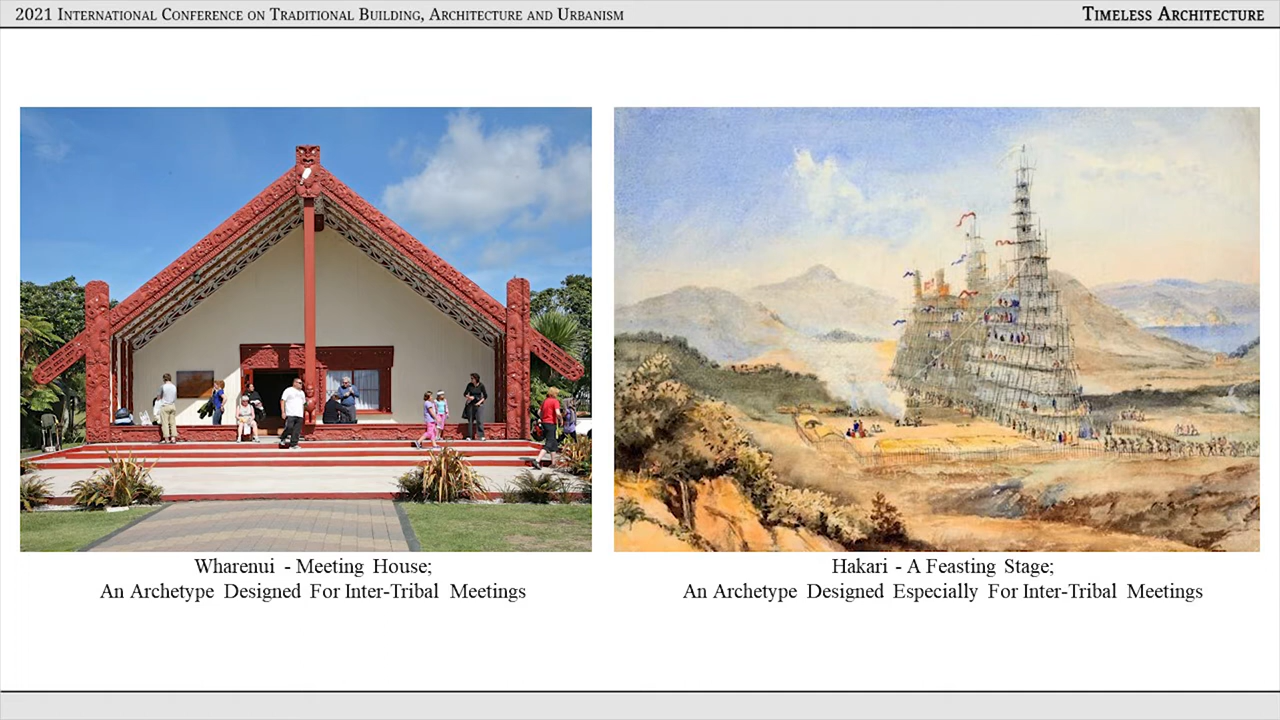 2021 International Conference on Traditional Building, Architecture and Urbanism
Timeless Architecture
Wharenui - Meeting House;
An Archetype Designed For Inter-Tribal Meetings
Hakari - A Feasting Stage;
An Archetype Designed Especially For Inter-Tribal Meetings